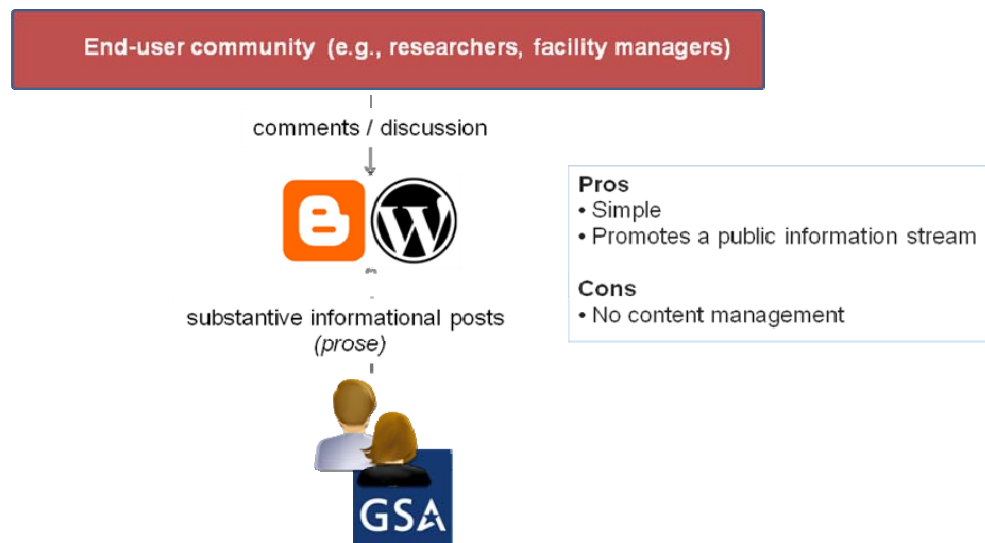 End-user community (e.g., researchers, facility managers)
comments / discussion
Pros
• Simple
• Promotes a public information stream
Cons
• No content management
substantive informational posts
(prose)
GSA